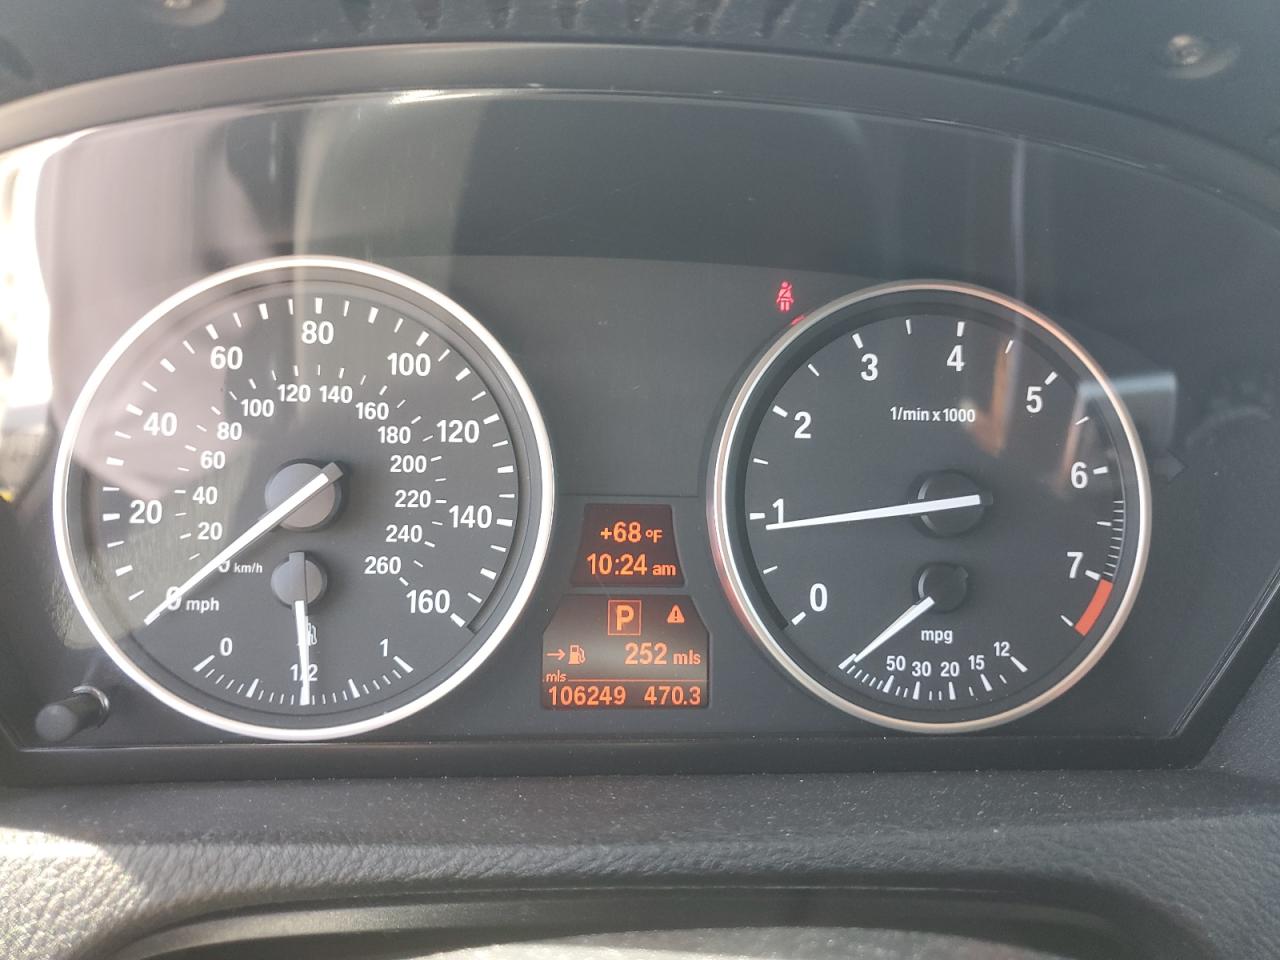 20 40 60 80 100 120 140 160
20 40 60 80 100 120 140 160 180 200 220 240 260
km/h
0 mph
0 1/2 1
+68 °F
10:24 am
P
→ 252 mls
mls
106249 470.3
0 1 2 3 4 5 6 7
1/min x 1000
mpg
50 30 20 15 12